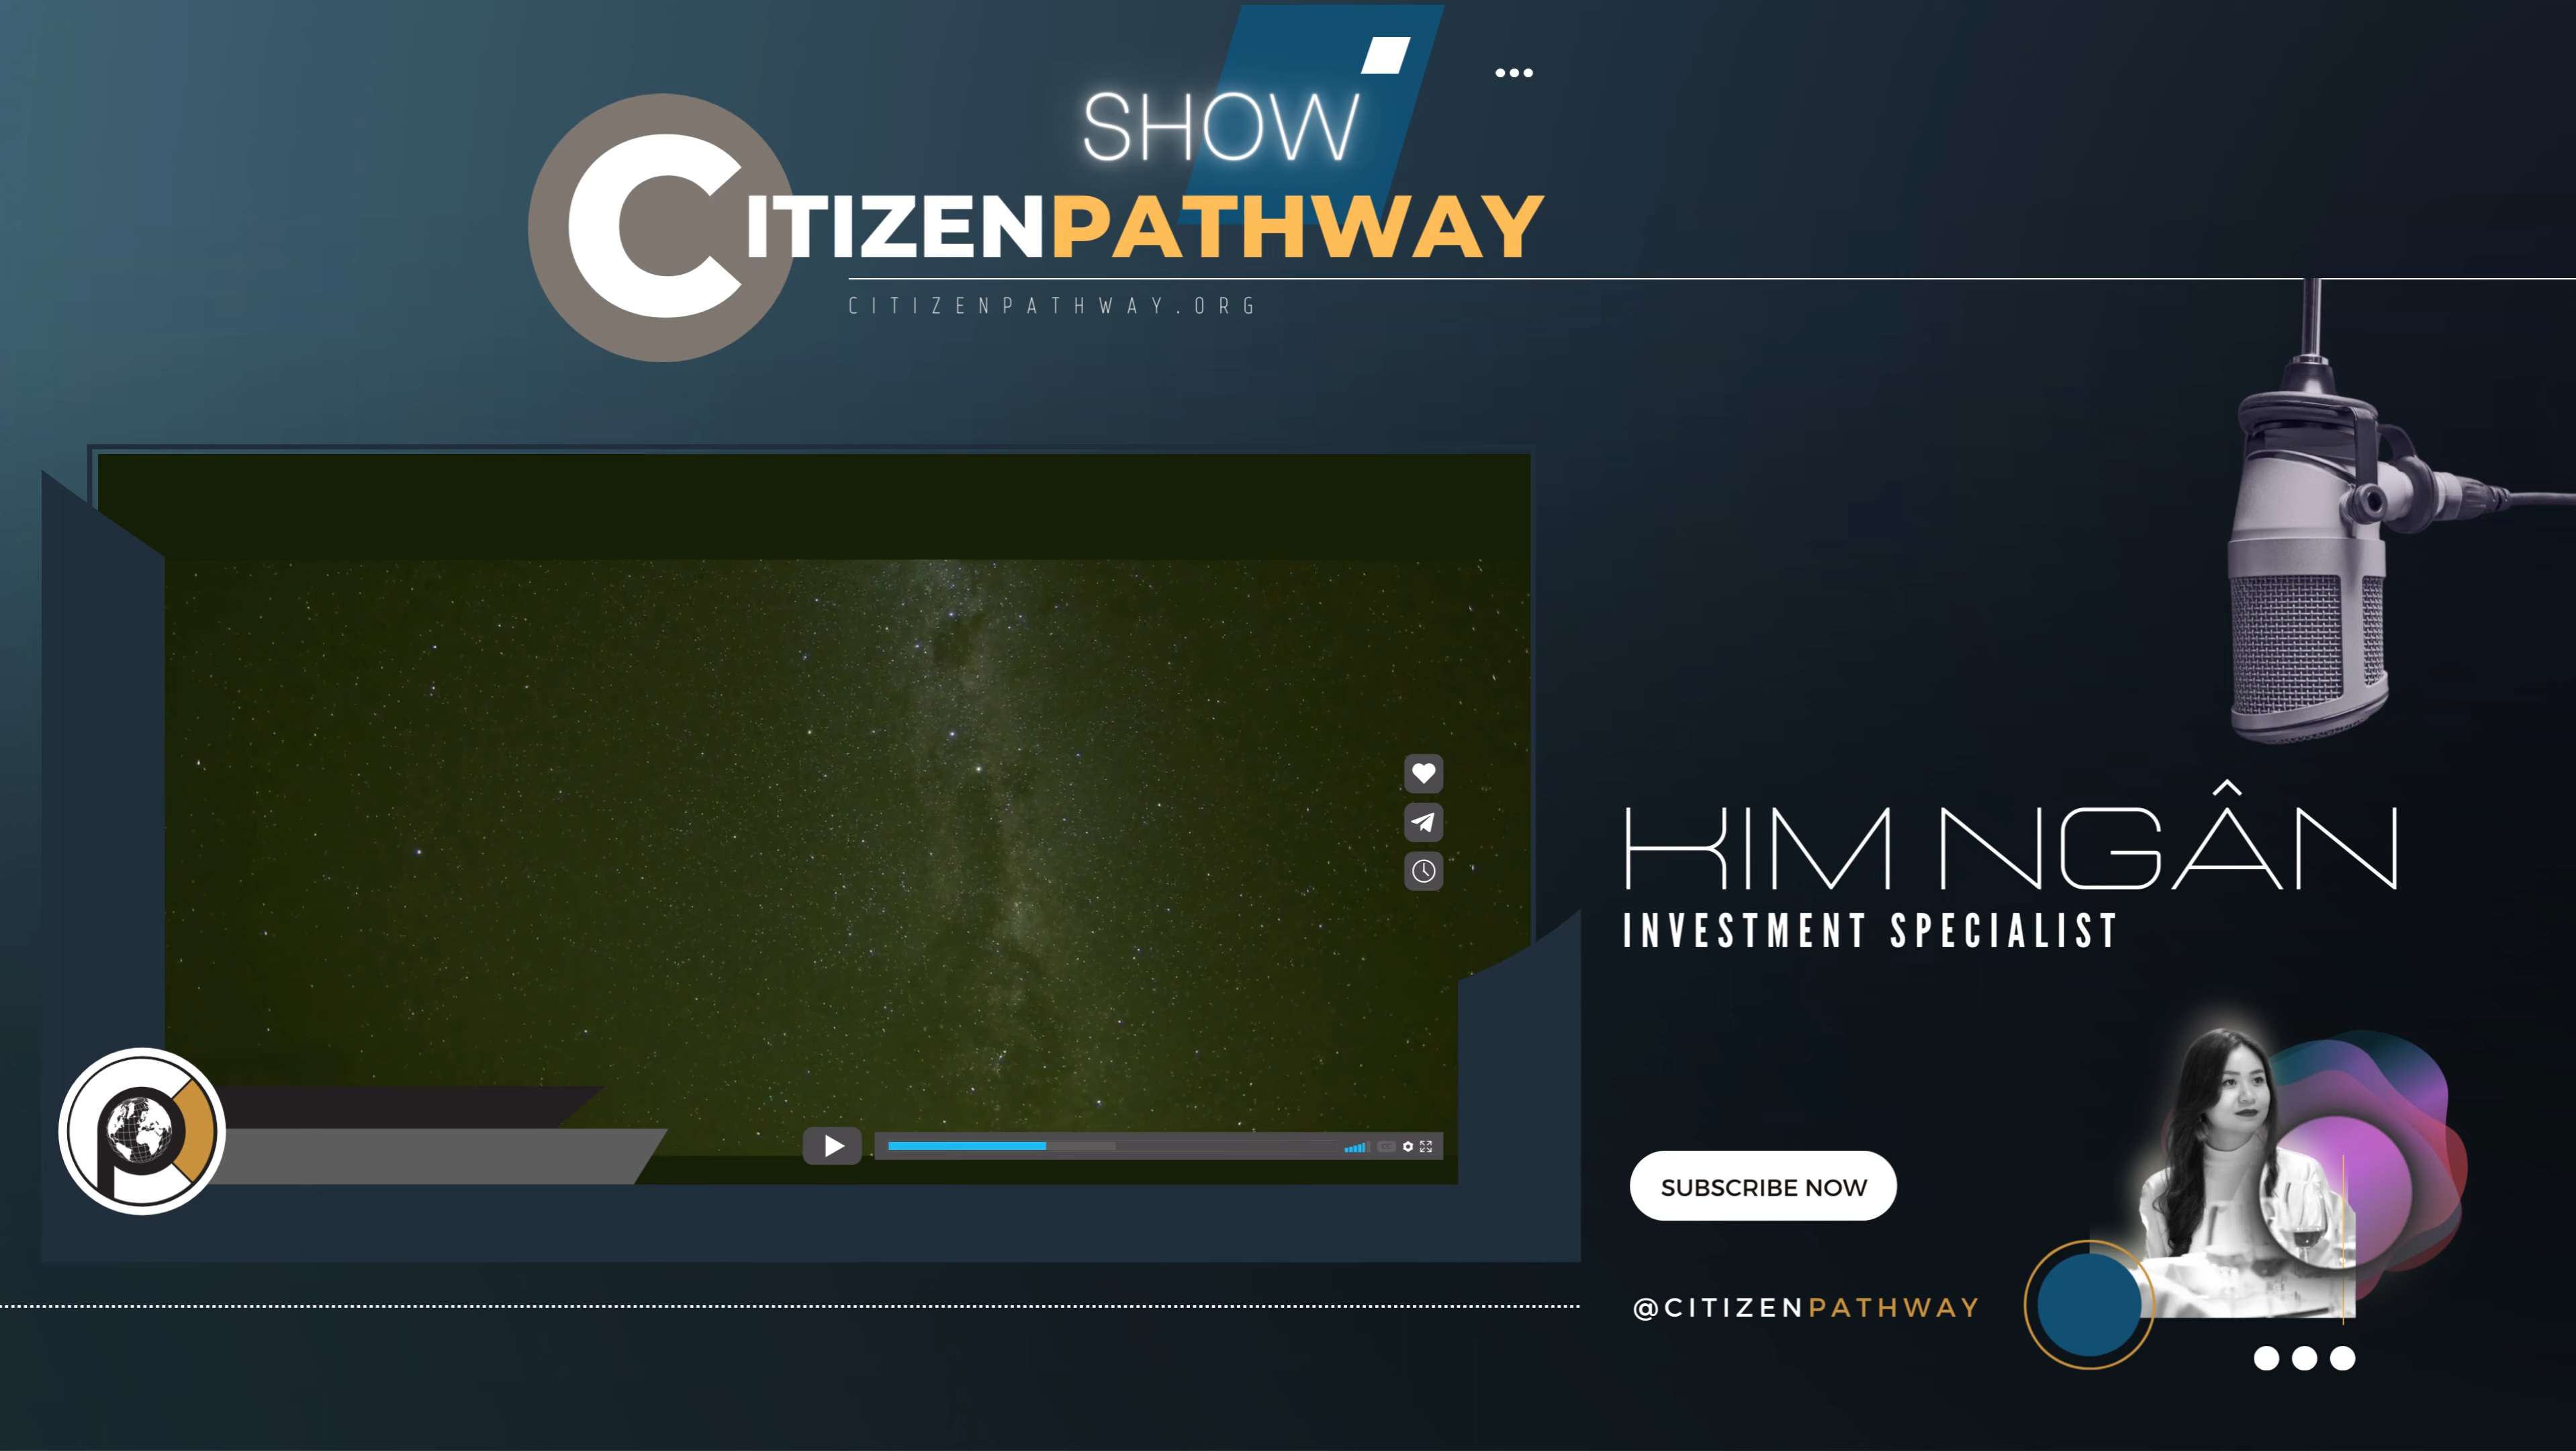 SHOW
CITIZENPATHWAY
CITIZENPATHWAY.ORG
KIM NGÂN
INVESTMENT SPECIALIST
SUBSCRIBE NOW
@CITIZENPATHWAY